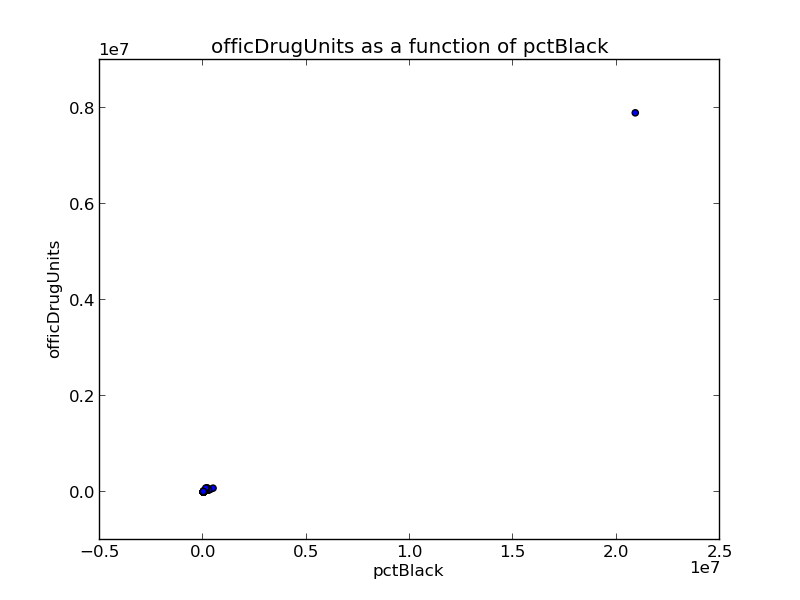 officDrugUnits as a function of pctBlack
1e7
0.8
0.6
0.4
0.2
0.0
officDrugUnits
−0.5 0.0 0.5 1.0 1.5 2.0 2.5
1e7
pctBlack